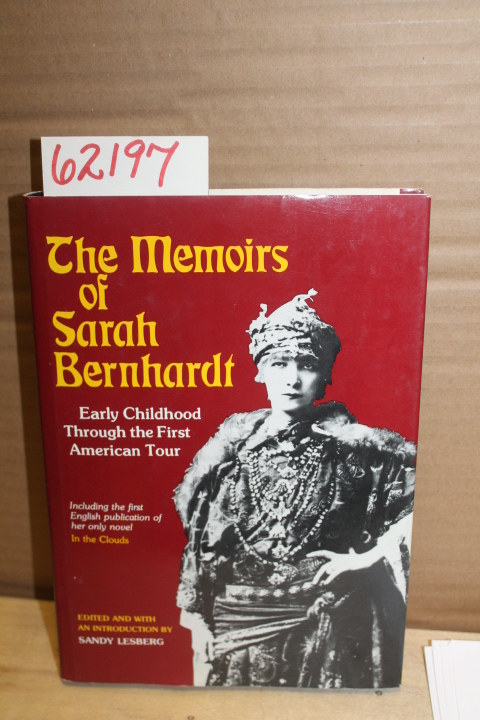 62197
The Memoirs
of
Sarah
Bernhardt
Early Childhood
Through the First
American Tour
Including the first
English publication of
her only novel
In the Clouds
EDITED AND WITH
AN INTRODUCTION BY
SANDY LESBERG